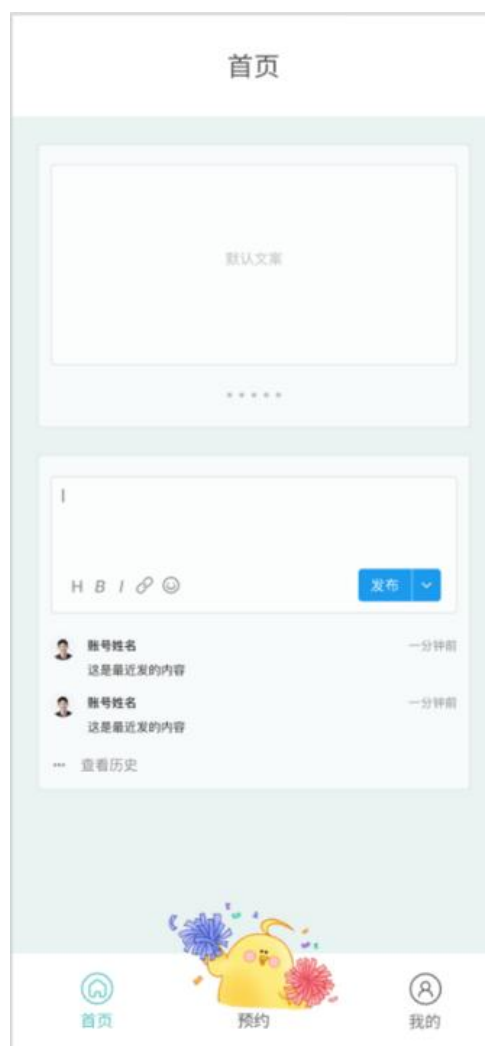 首页
默认文案
H B I
发布
账号姓名 一分钟前
这是最近发的内容
账号姓名 一分钟前
这是最近发的内容
... 查看历史
首页 预约 我的